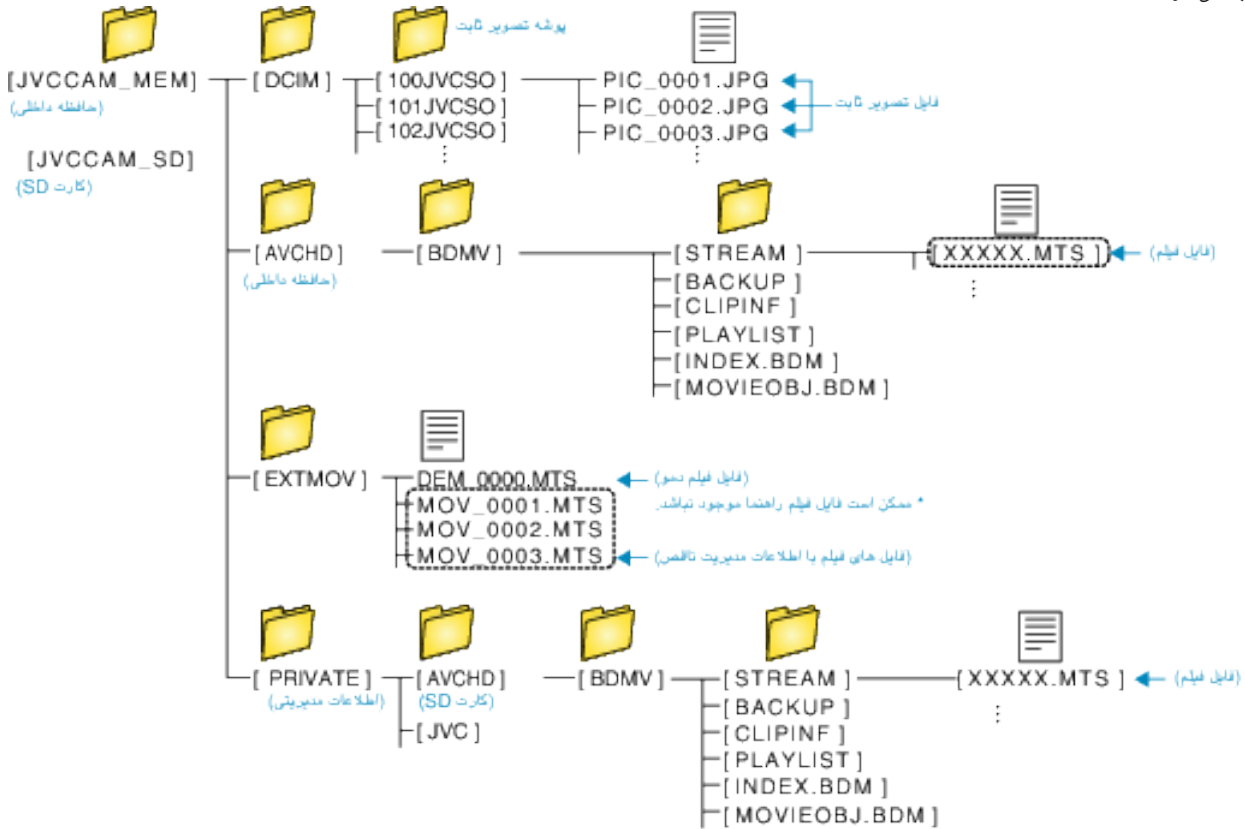 پوشه تصویر ثابت
[JVCCAM_MEM]
(حافظه داخلی)
[DCIM]
[100JVCSO]
[101JVCSO]
[102JVCSO]
PIC_0001.JPG
PIC_0002.JPG
PIC_0003.JPG
فایل تصویر ثابت
[JVCCAM_SD]
(کارت SD)
[AVCHD]
(حافظه داخلی)
[BDMV]
[STREAM]
[BACKUP]
[CLIPINF]
[PLAYLIST]
[INDEX.BDM]
[MOVIEOBJ.BDM]
[XXXXX.MTS]
(فایل فیلم)
[EXTMOV]
DEM_0000.MTS
(فایل فیلم دمو)
MOV_0001.MTS
* ممکن است فایل فیلم راهنما موجود نباشد.
MOV_0002.MTS
MOV_0003.MTS
(فایل های فیلم با اطلاعات مدیریت ناقص)
[PRIVATE]
(اطلاعات مدیریتی)
[AVCHD]
(کارت SD)
[JVC]
[BDMV]
[STREAM]
[BACKUP]
[CLIPINF]
[PLAYLIST]
[INDEX.BDM]
[MOVIEOBJ.BDM]
[XXXXX.MTS]
(فایل فیلم)